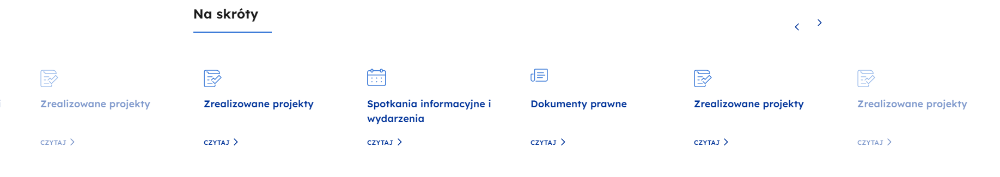 Na skróty
i
Zrealizowane projekty
CZYTAJ
Zrealizowane projekty
CZYTAJ
Spotkania informacyjne i
wydarzenia
CZYTAJ
Dokumenty prawne
CZYTAJ
Zrealizowane projekty
CZYTAJ
Zrealizowane projekty
CZYTAJ